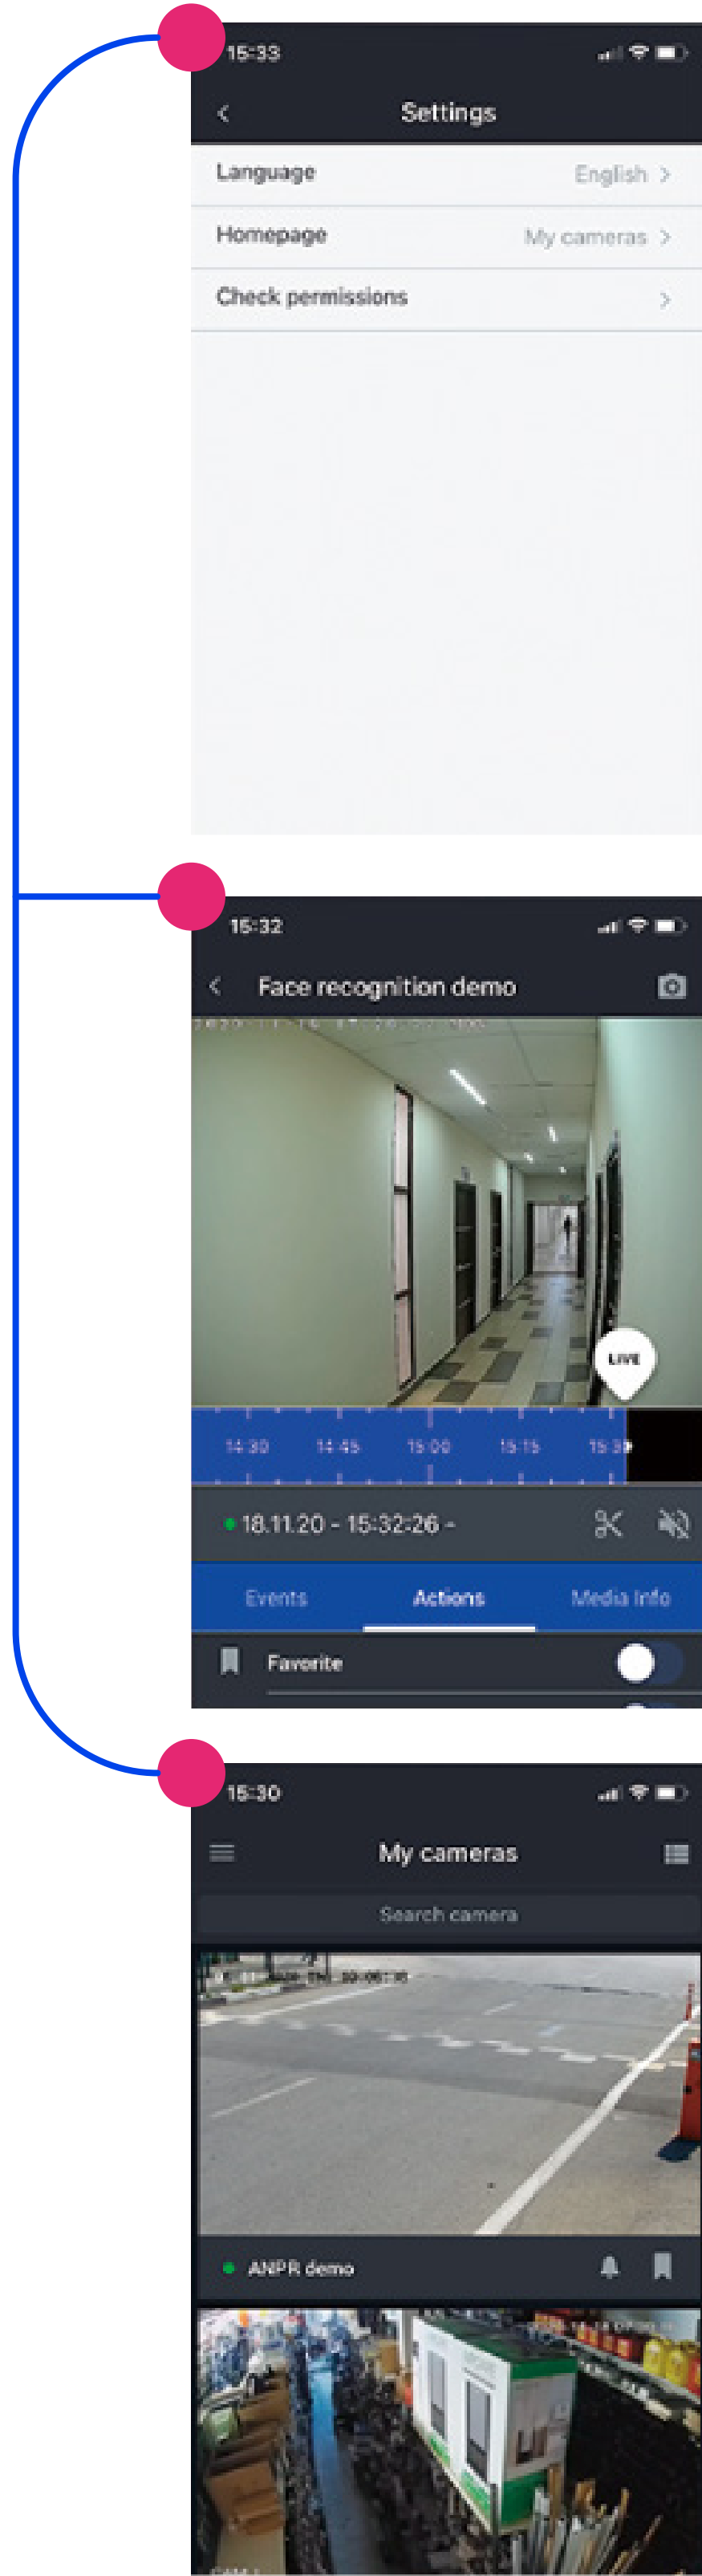 15:33
Settings
Language English
Homepage My cameras
Check permissions
15:32
Face recognition demo
LIVE
14:30 14:45 15:00 15:15
18.11.20 - 15:32:26 -
Events Actions Media Info
Favorite
15:30
My cameras
Search camera
ANPR demo